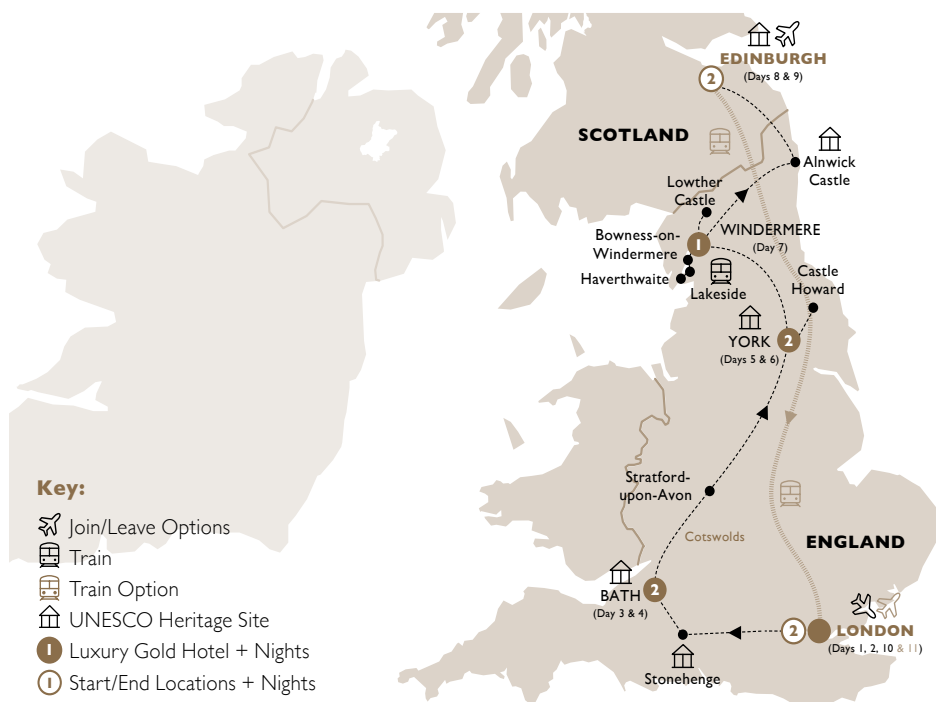 EDINBURGH
(Days 8 & 9)
2
SCOTLAND
Alnwick
Castle
Lowther
Castle
WINDERMERE
(Day 7)
1
Bowness-on-
Windermere
Haverthwaite
Lakeside
Castle
Howard
YORK
(Days 5 & 6)
2
Stratford-
upon-Avon
Cotswolds
ENGLAND
BATH
(Day 3 & 4)
2
Stonehenge
2
LONDON
(Days 1, 2, 10 & 11)
Key:
Join/Leave Options
Train
Train Option
UNESCO Heritage Site
1 Luxury Gold Hotel + Nights
1 Start/End Locations + Nights